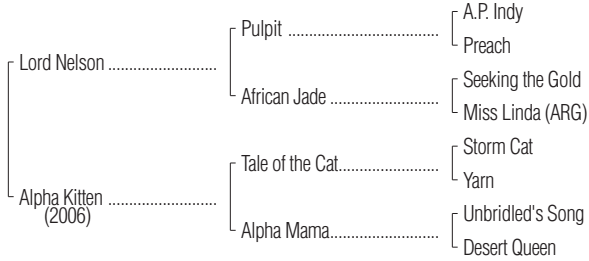 A.P. Indy
Pulpit ..................................
Preach
Lord Nelson ........................
Seeking the Gold
African Jade ........................
Miss Linda (ARG)
Storm Cat
Tale of the Cat......................
Yarn
Alpha Kitten ........................
(2006)
Unbridled's Song
Alpha Mama........................
Desert Queen